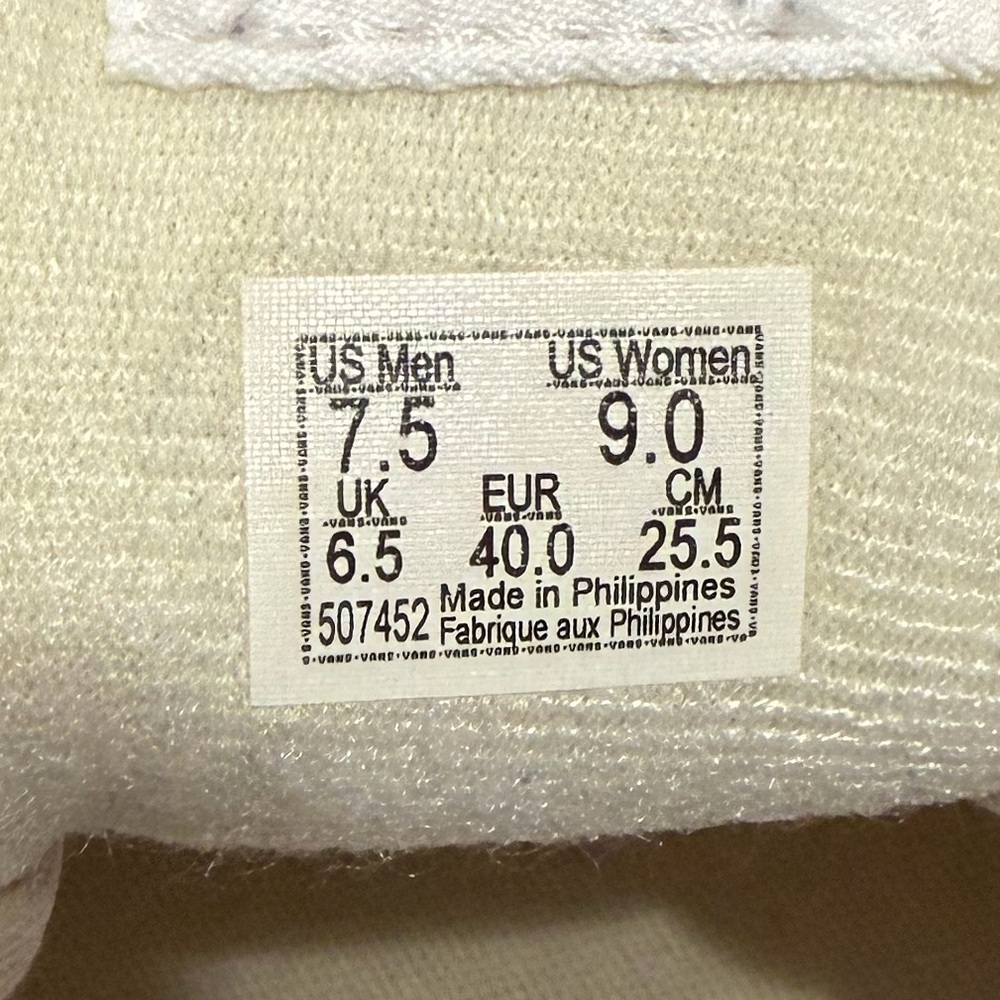 US Men US Women
7.5 9.0
UK EUR CM
6.5 40.0 25.5
507452 Made in Philippines
Fabrique aux Philippines